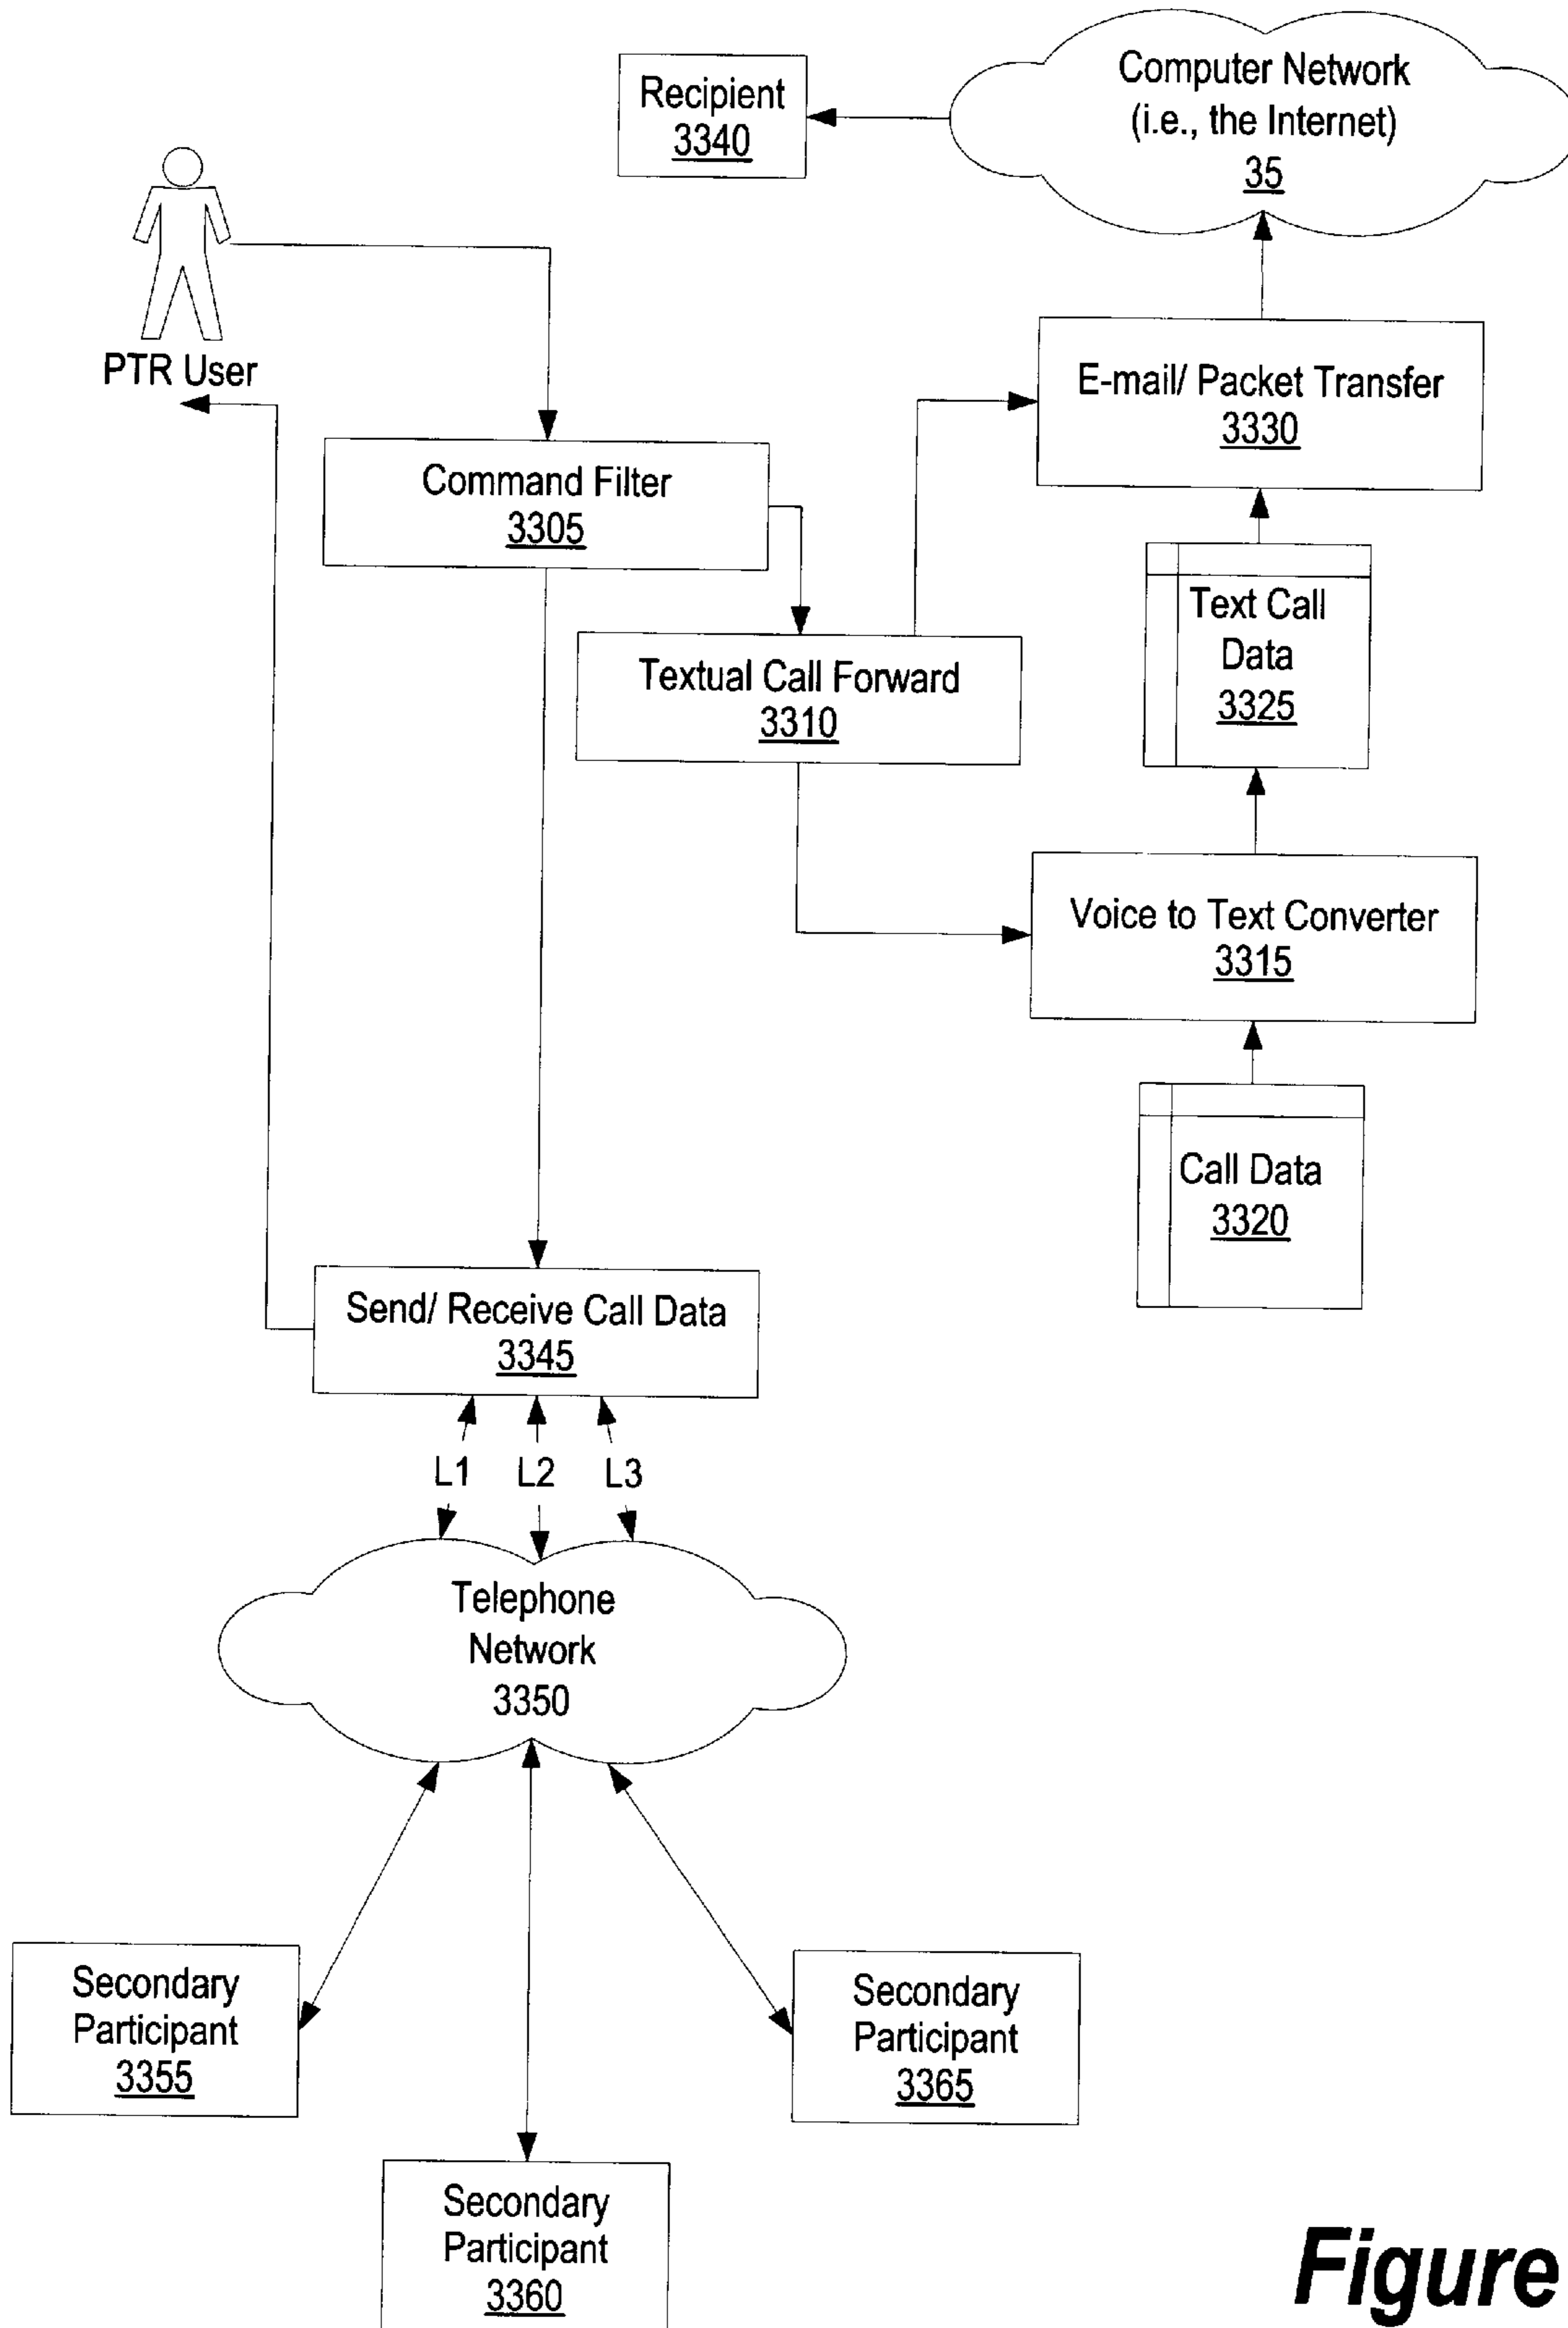 Computer Network
(i.e., the Internet)
35
Recipient
3340
PTR User
E-mail/ Packet Transfer
3330
Command Filter
3305
Text Call
Data
3325
Textual Call Forward
3310
Voice to Text Converter
3315
Call Data
3320
Send/ Receive Call Data
3345
L1 L2 L3
Telephone
Network
3350
Secondary
Participant
3355
Secondary
Participant
3365
Secondary
Participant
3360
Figure